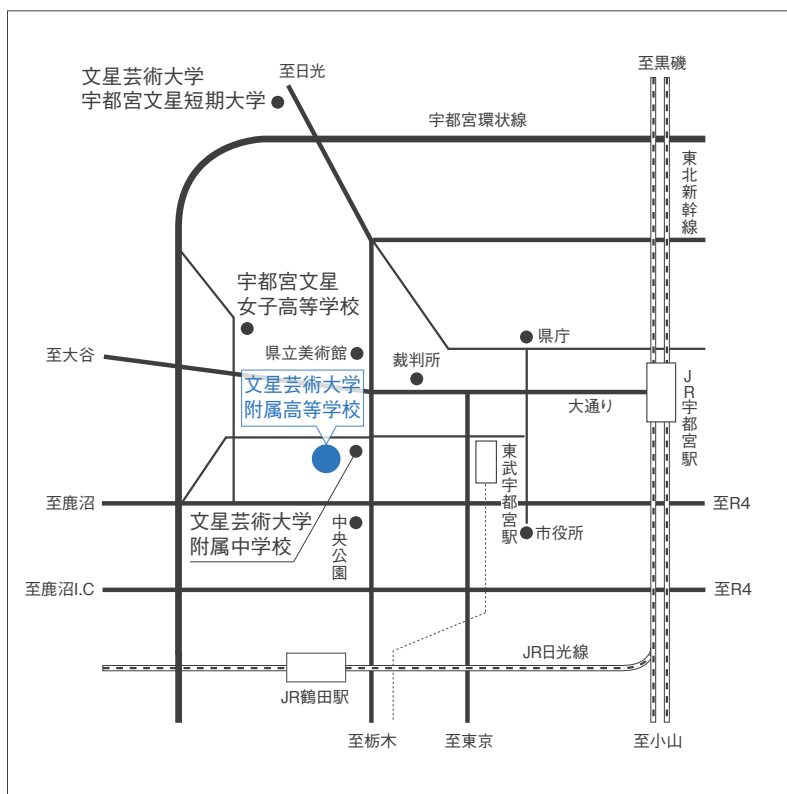 至黒磯
文星芸術大学
宇都宮文星短期大学
至日光
宇都宮環状線
東北新幹線
宇都宮文星
女子高等学校
県庁
県立美術館
裁判所
至大谷
文星芸術大学
附属高等学校
大通り
JR宇都宮駅
東武宇都宮駅
至鹿沼
至R4
文星芸術大学
附属中学校
中央公園
市役所
至鹿沼I.C
至R4
JR日光線
JR鶴田駅
至栃木
至東京
至小山